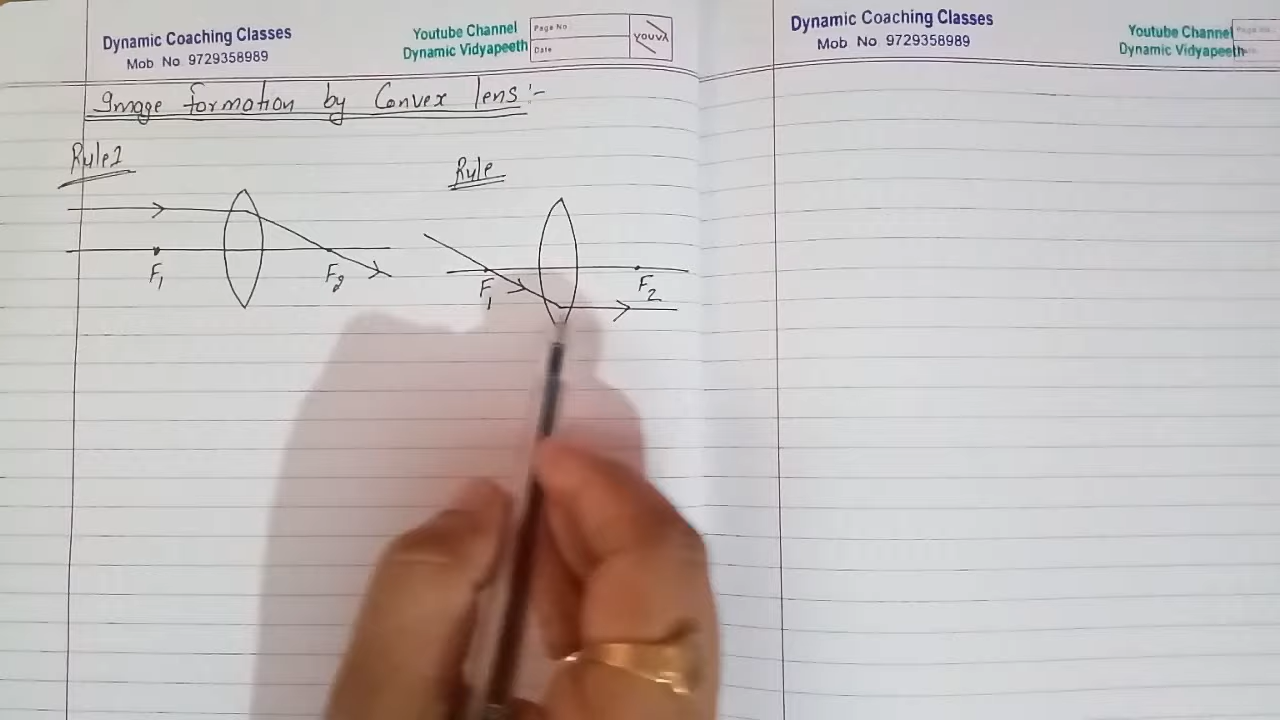 Dynamic Coaching Classes
Mob No 9729358989
Youtube Channel
Dynamic Vidyapeeth
Page No
Date
youva
Dynamic Coaching Classes
Mob No 9729358989
Youtube Channel
Dynamic Vidyapeeth
Image formation by Convex lens :-
Rule 1
F1
F2
Rule
F1
F2